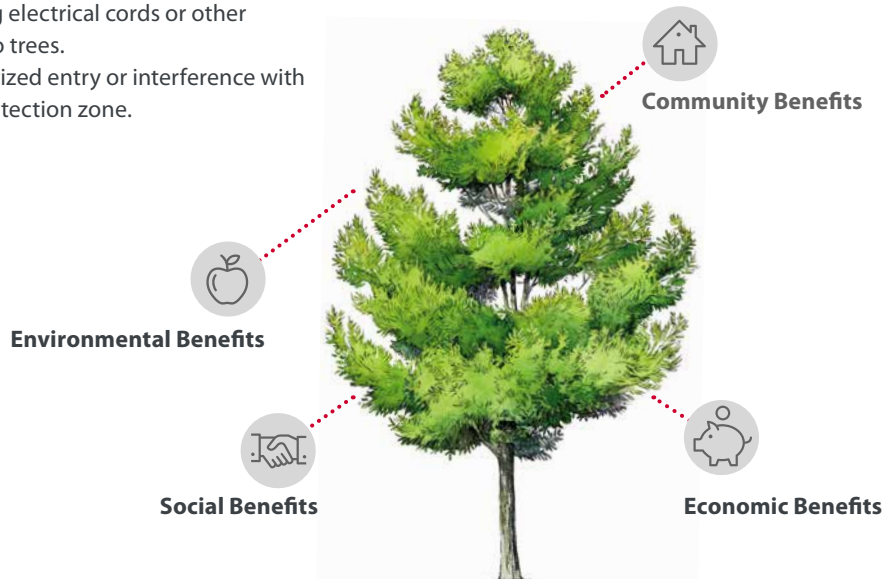 electrical cords or other
trees.
ized entry or interference with
tection zone.
Community Benefits
Environmental Benefits
Social Benefits
Economic Benefits